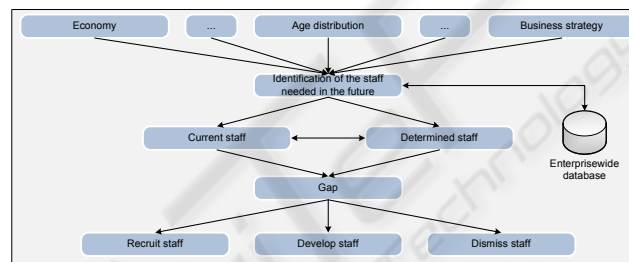 Economy
...
Age distribution
...
Business strategy
Identification of the staff
needed in the future
Current staff
Determined staff
Enterprisewide
database
Gap
Recruit staff
Develop staff
Dismiss staff